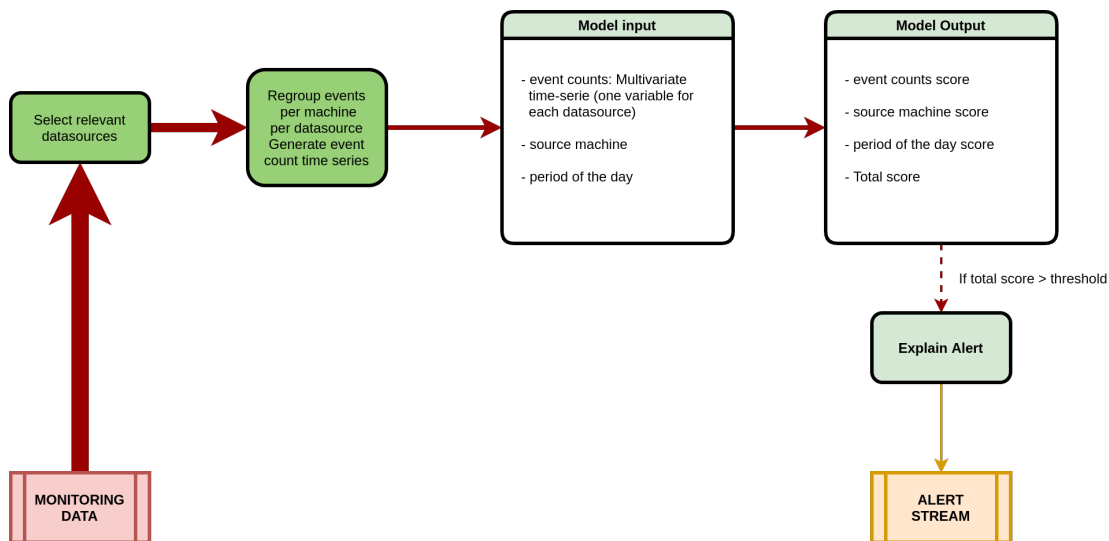 Select relevant
datasources
Regroup events
per machine
per datasource
Generate event
count time series
Model input
- event counts: Multivariate
time-serie (one variable for
each datasource)
- source machine
- period of the day
Model Output
- event counts score
- source machine score
- period of the day score
- Total score
If total score > threshold
Explain Alert
MONITORING
DATA
ALERT
STREAM